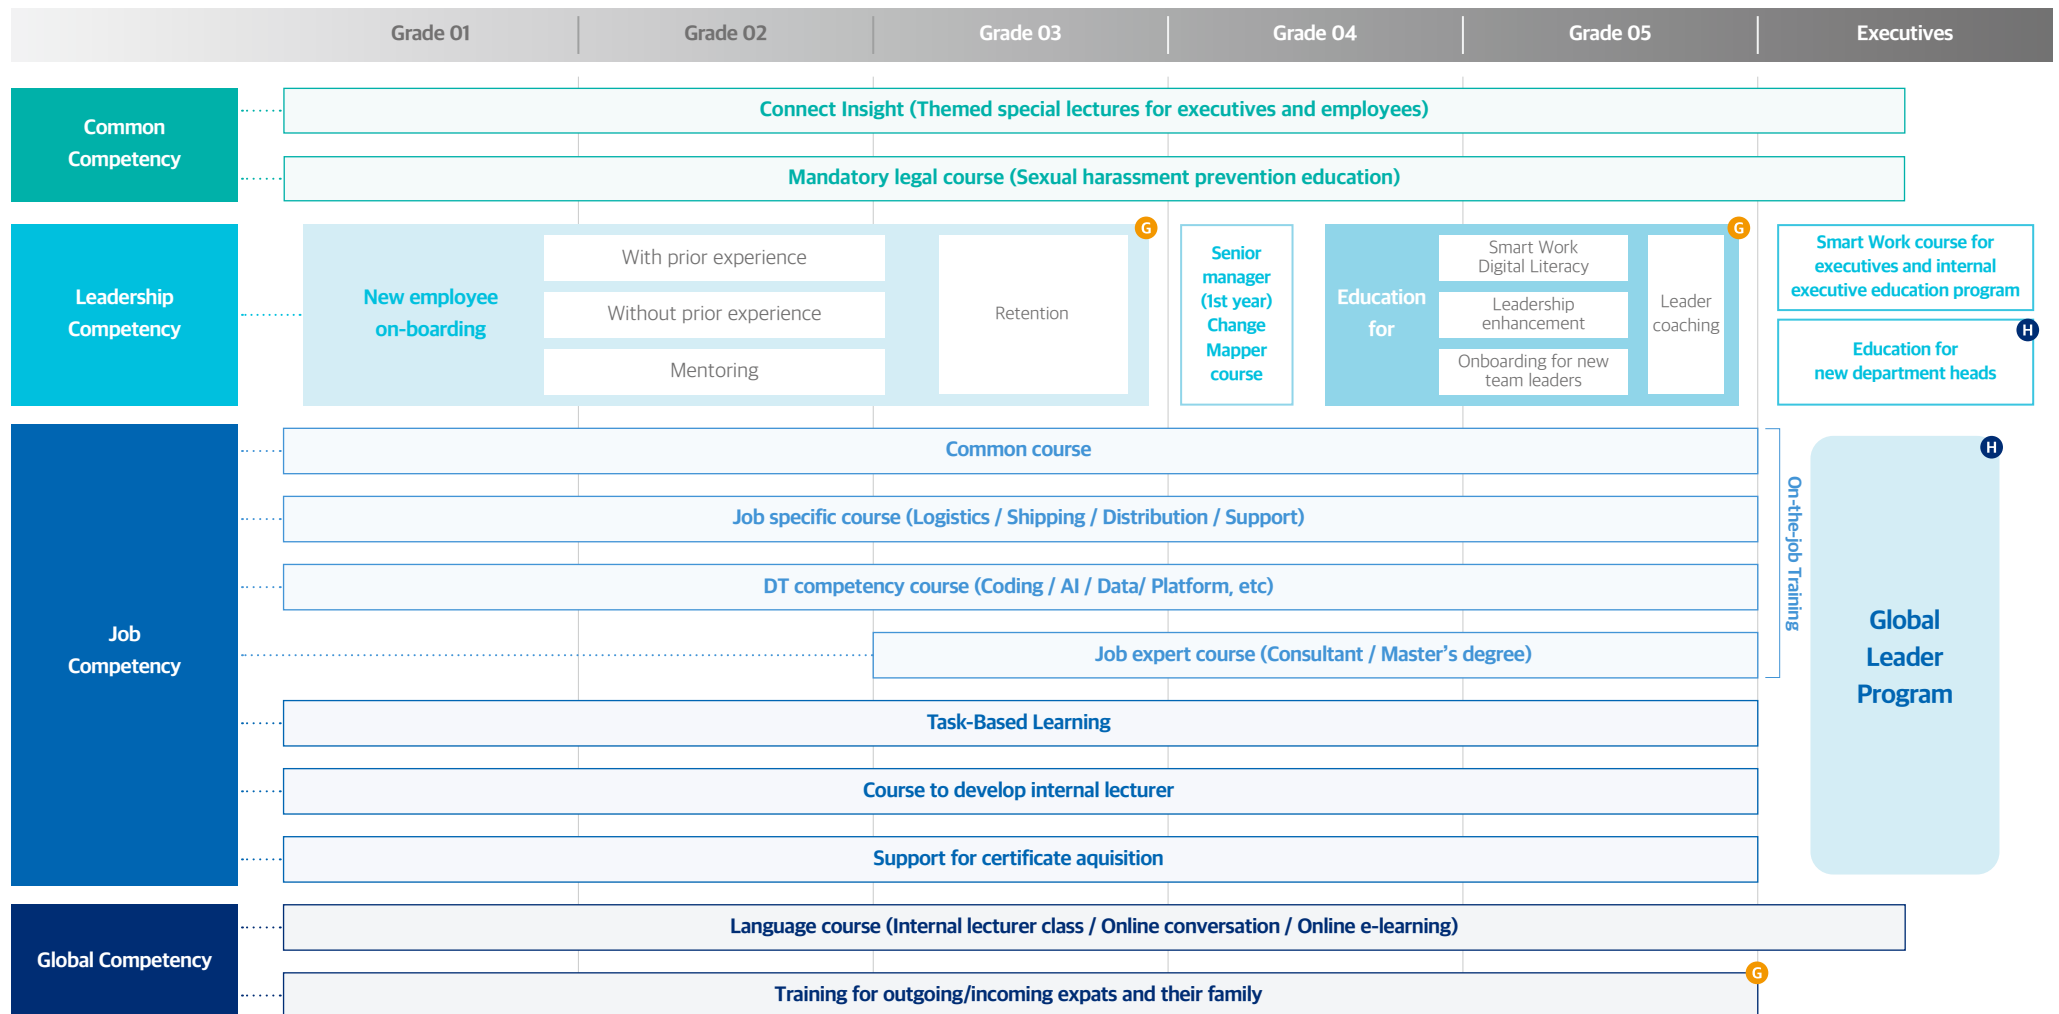 Grade 01
Grade 02
Grade 03
Grade 04
Grade 05
Executives
Common
Competency
Connect Insight (Themed special lectures for executives and employees)
Mandatory legal course (Sexual harassment prevention education)
Leadership
Competency
New employee
on-boarding
With prior experience
Without prior experience
Mentoring
Retention
G
Senior
manager
(1st year)
Change
Mapper
course
Education
for
Smart Work
Digital Literacy
Leadership
enhancement
Onboarding for new
team leaders
Leader
coaching
G
Smart Work course for
executives and internal
executive education program
H
Education for
new department heads
Job
Competency
Common course
Job specific course (Logistics / Shipping / Distribution / Support)
DT competency course (Coding / AI / Data/ Platform, etc)
Job expert course (Consultant / Master's degree)
On-the-job Training
Task-Based Learning
Course to develop internal lecturer
Support for certificate aquisition
H
Global
Leader
Program
Global Competency
Language course (Internal lecturer class / Online conversation / Online e-learning)
G
Training for outgoing/incoming expats and their family